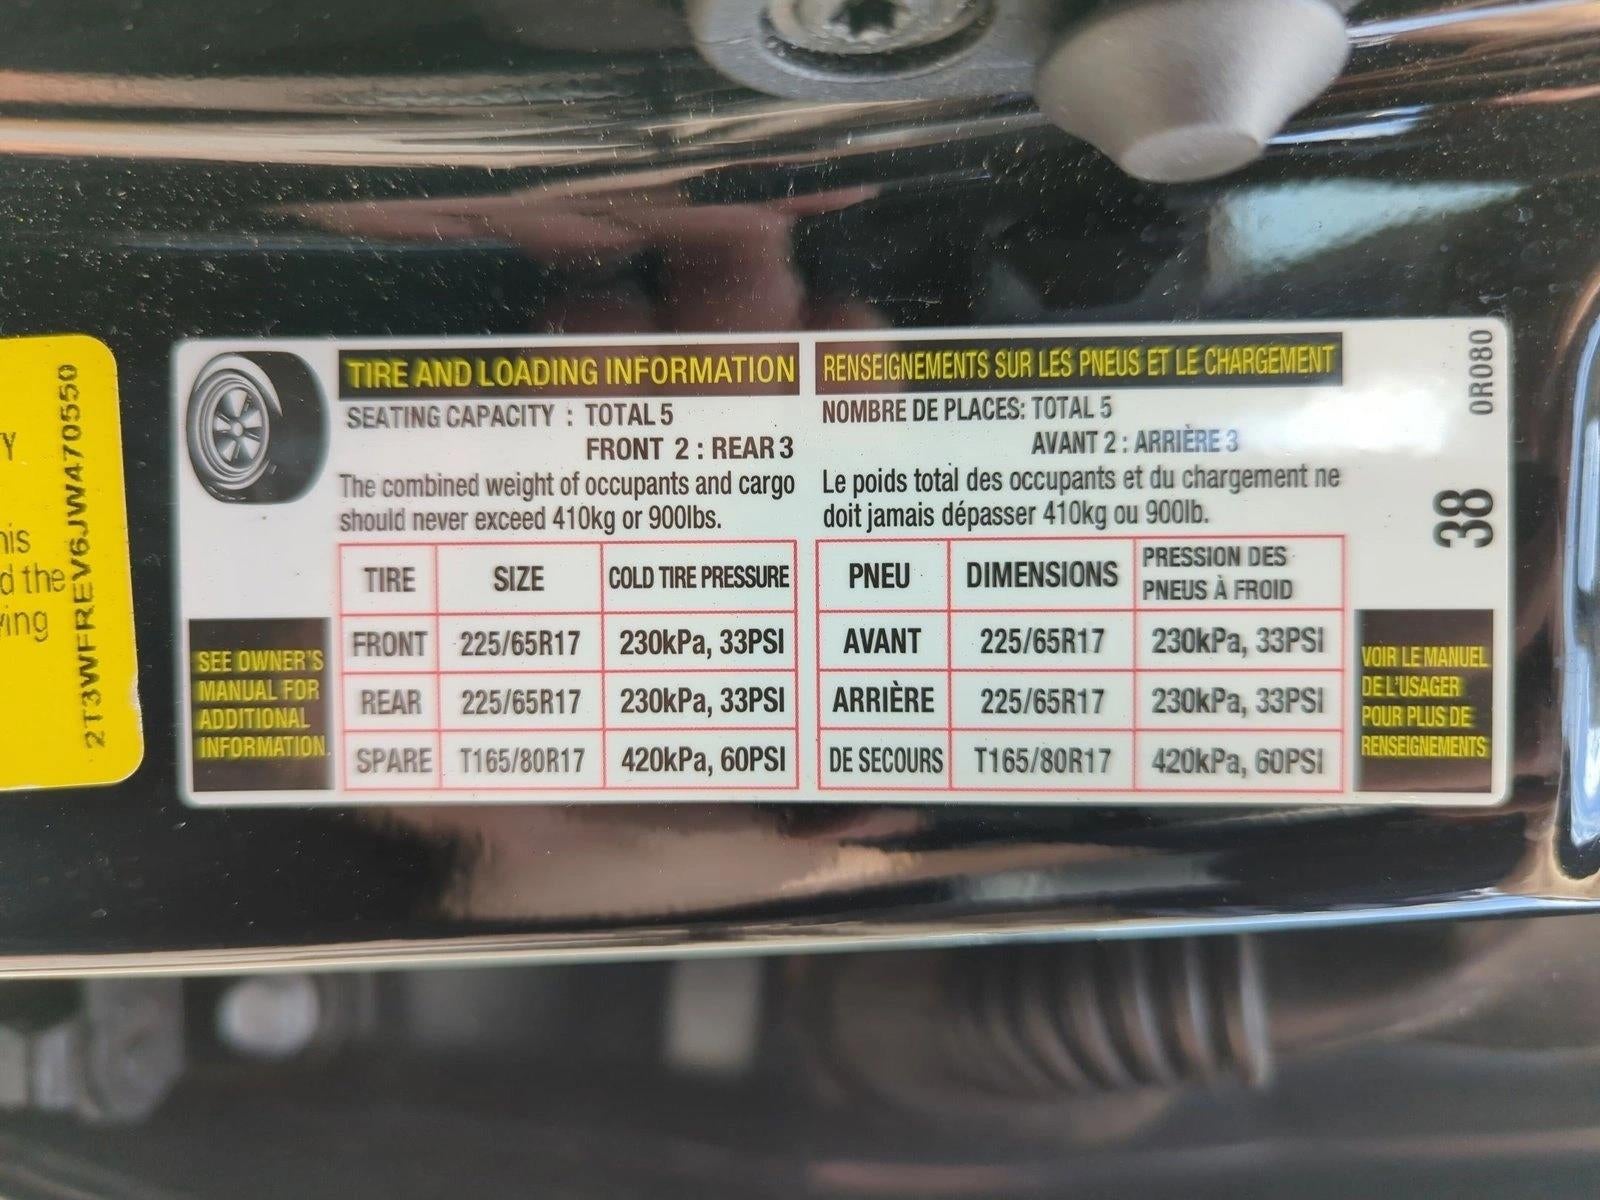 Y
his
d the
ying
2T3WFREV6JW470550
TIRE AND LOADING INFORMATION
SEATING CAPACITY : TOTAL 5
FRONT 2 : REAR 3
The combined weight of occupants and cargo
should never exceed 410kg or 900lbs.
TIRE SIZE COLD TIRE PRESSURE
FRONT 225/65R17 230kPa, 33PSI
REAR 225/65R17 230kPa, 33PSI
SPARE T165/80R17 420kPa, 60PSI
SEE OWNER'S
MANUAL FOR
ADDITIONAL
INFORMATION.
RENSEIGNEMENTS SUR LES PNEUS ET LE CHARGEMENT
NOMBRE DE PLACES: TOTAL 5
AVANT 2 : ARRIÈRE 3
Le poids total des occupants et du chargement ne
doit jamais dépasser 410kg ou 900lb.
PNEU DIMENSIONS PRESSION DES
PNEUS À FROID
AVANT 225/65R17 230kPa, 33PSI
ARRIÈRE 225/65R17 230kPa, 33PSI
DE SECOURS T165/80R17 420kPa, 60PSI
VOIR LE MANUEL
DE L'USAGER
POUR PLUS DE
RENSEIGNEMENTS
0R080
38